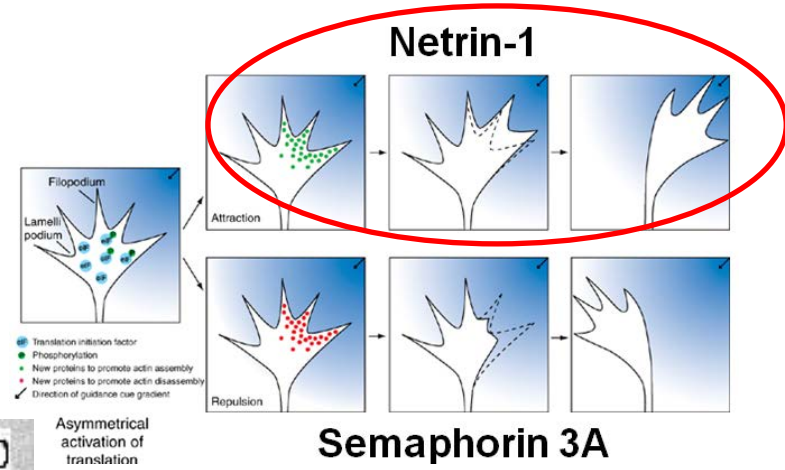 Netrin-1
Filopodium
Lamelli
podium
Attraction
Translation initiation factor
Phosphorylation
New proteins to promote actin assembly
New proteins to promote actin disassembly
Direction of guidance cue gradient
Repulsion
Asymmetrical
activation of
translation
Semaphorin 3A